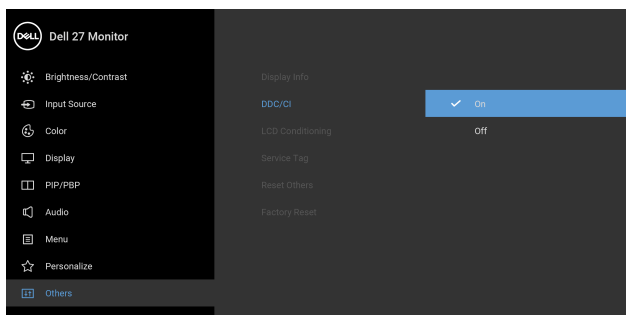 DELL Dell 27 Monitor
Brightness/Contrast
Input Source
Color
Display
PIP/PBP
Audio
Menu
Personalize
Others
Display Info
DDC/CI
LCD Conditioning
Service Tag
Reset Others
Factory Reset
On
Off